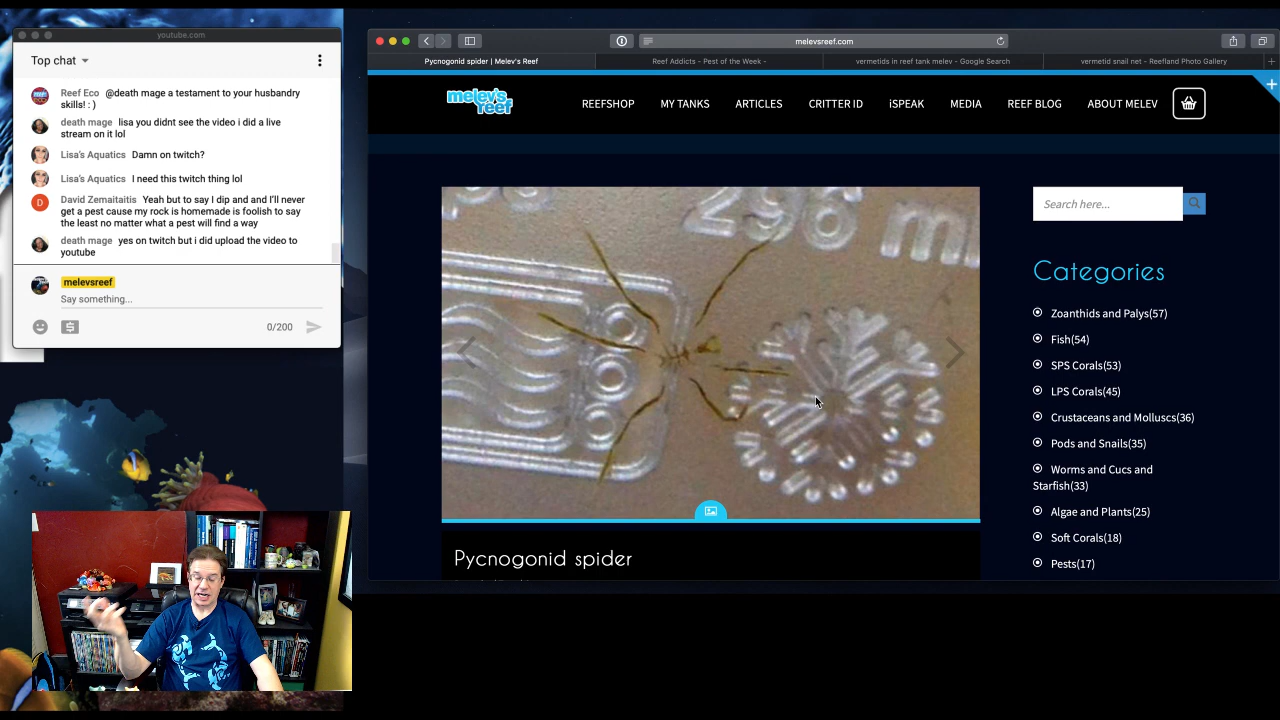 youtube.com
Top chat
Reef Eco @death mage a testament to your husbandry
skills! : )
death mage lisa you didnt see the video i did a live
stream on it lol
Lisa's Aquatics Damn on twitch?
Lisa's Aquatics I need this twitch thing lol
D
David Zemaitaitis Yeah but to say I dip and and I'll never
get a pest cause my rock is homemade is foolish to say
the least no matter what a pest will find a way
death mage yes on twitch but i did upload the video to
youtube
melevsreef
Say something...
0/200
melevsreef.com
Pycnogonid spider | Melev's Reef
Reef Addicts - Pest of the Week -
vermetids in reef tank melev - Google Search
vermetid snail net - Reefland Photo Gallery
melev's
reef
REEFSHOP
MY TANKS
ARTICLES
CRITTER ID
iSPEAK
MEDIA
REEF BLOG
ABOUT MELEV
296 m
Search here...
Categories
Zoanthids and Palys(57)
Fish(54)
SPS Corals(53)
LPS Corals(45)
Crustaceans and Molluscs(36)
Pods and Snails(35)
Worms and Cucs and
Starfish(33)
Algae and Plants(25)
Soft Corals(18)
Pests(17)
Pycnogonid spider